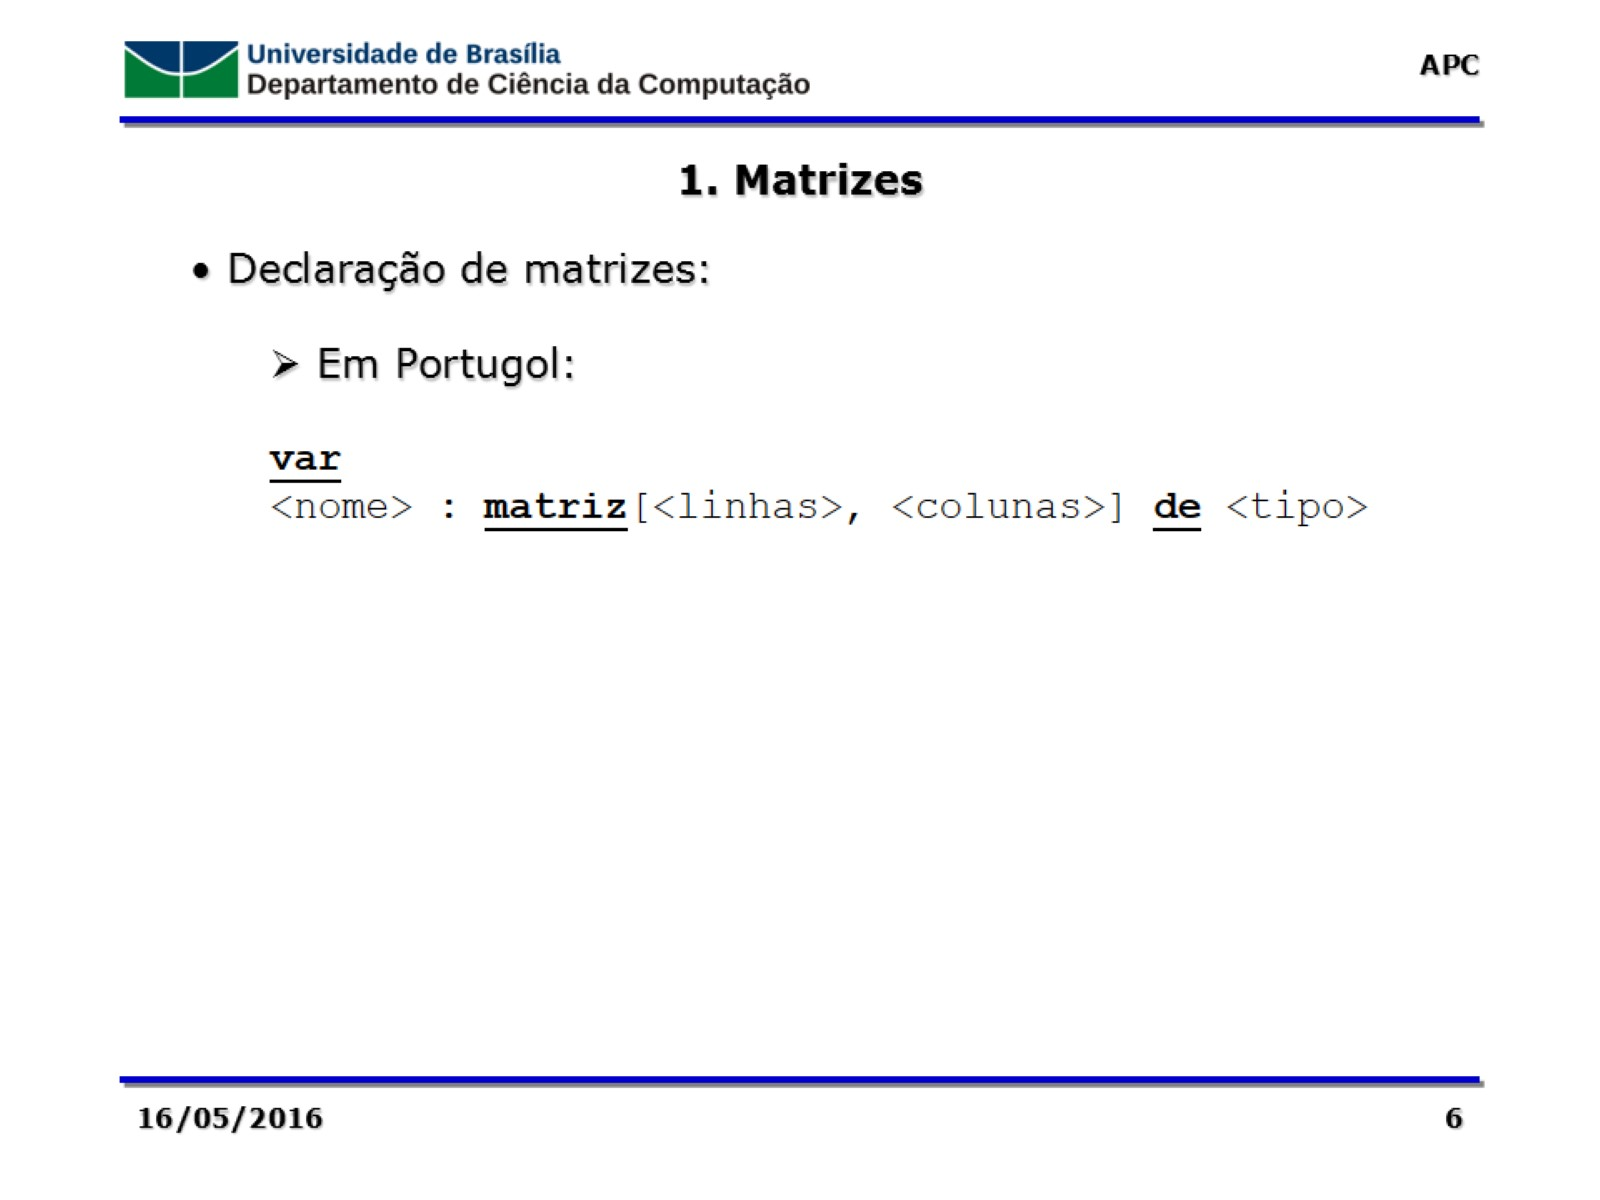 Universidade de Brasília
Departamento de Ciência da Computação
APC
1. Matrizes
• Declaração de matrizes:
➢ Em Portugol:
var
<nome> : matriz[<linhas>, <colunas>] de <tipo>
16/05/2016
6